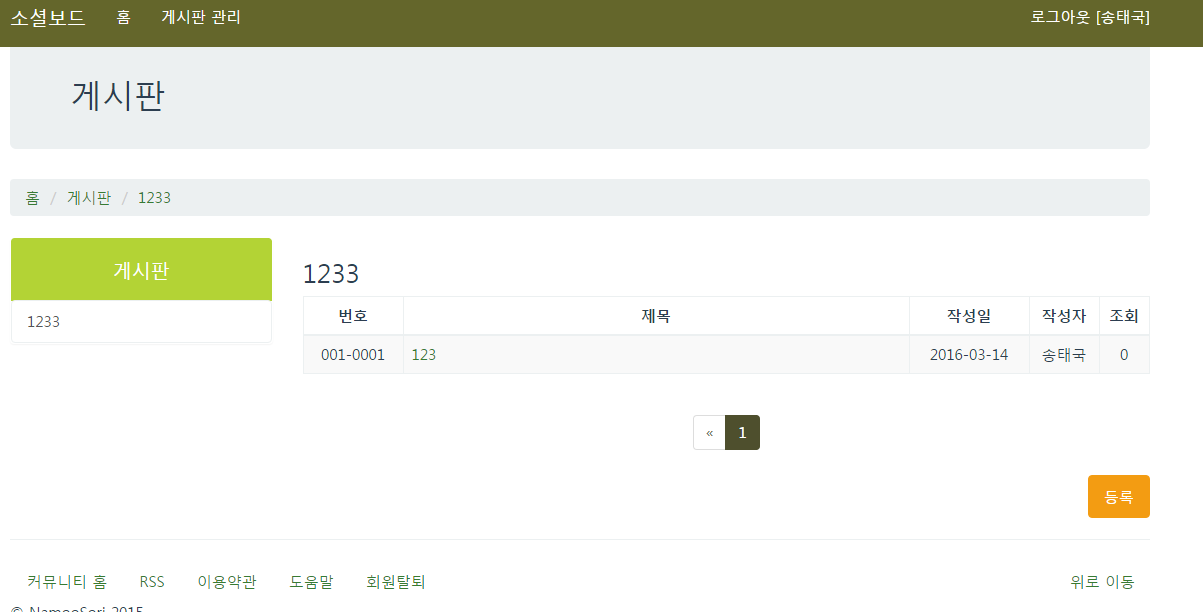 소셜보드 홈 게시판 관리 로그아웃 [송태국]
게시판
홈 / 게시판 / 1233
게시판
1233
1233
번호 제목 작성일 작성자 조회
001-0001 123 2016-03-14 송태국 0
« 1
등록
커뮤니티 홈 RSS 이용약관 도움말 회원탈퇴 위로 이동
© NamooSori 2015